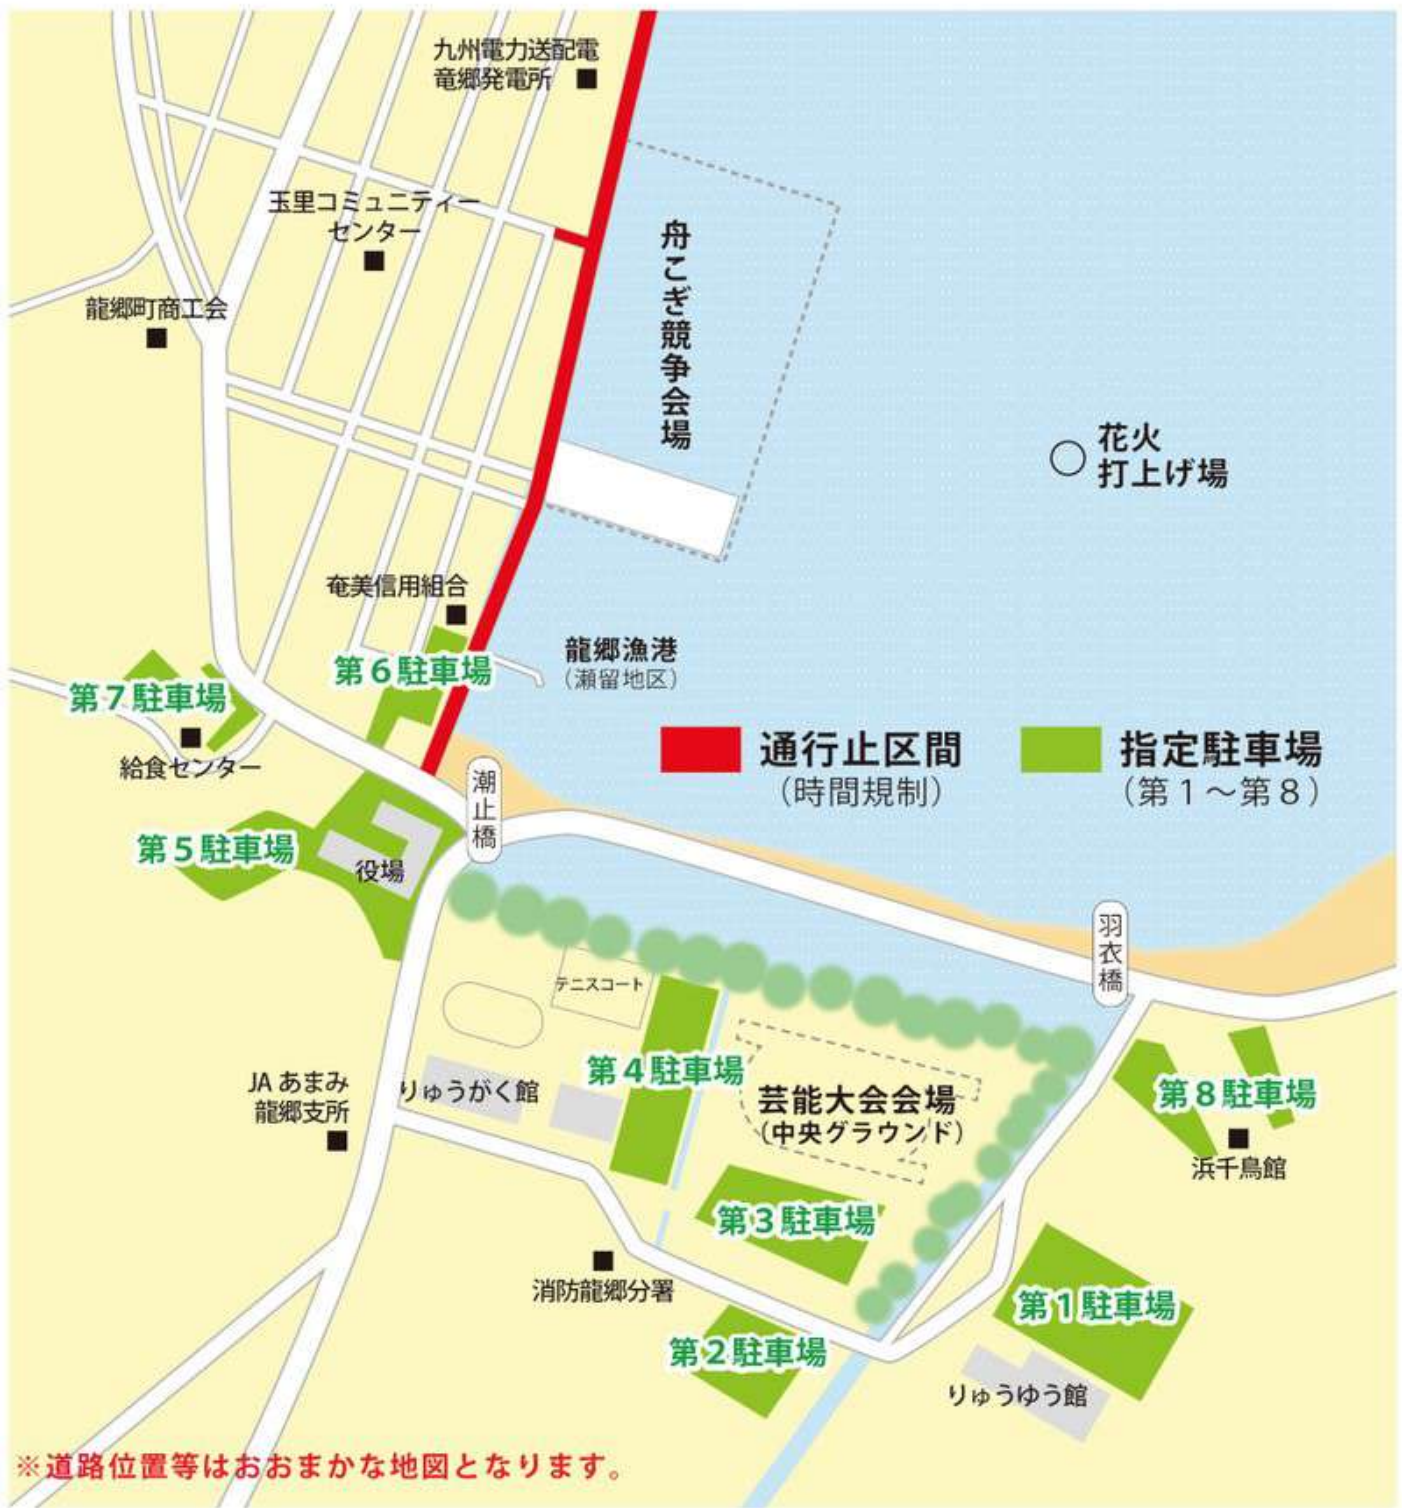 九州電力送配電
竜郷発電所
玉里コミュニティー
センター
龍郷町商工会
舟こぎ競争会場
花火
打上げ場
奄美信用組合
龍郷漁港
（瀬留地区）
第6駐車場
第7駐車場
給食センター
通行止区間
（時間規制）
指定駐車場
（第1～第8）
潮止橋
第5駐車場
役場
羽衣橋
テニスコート
第4駐車場
りゅうがく館
JAあまみ
龍郷支所
芸能大会会場
（中央グラウンド）
第8駐車場
浜千鳥館
第3駐車場
消防龍郷分署
第1駐車場
第2駐車場
りゅうゆう館
※道路位置等はおおまかな地図となります。